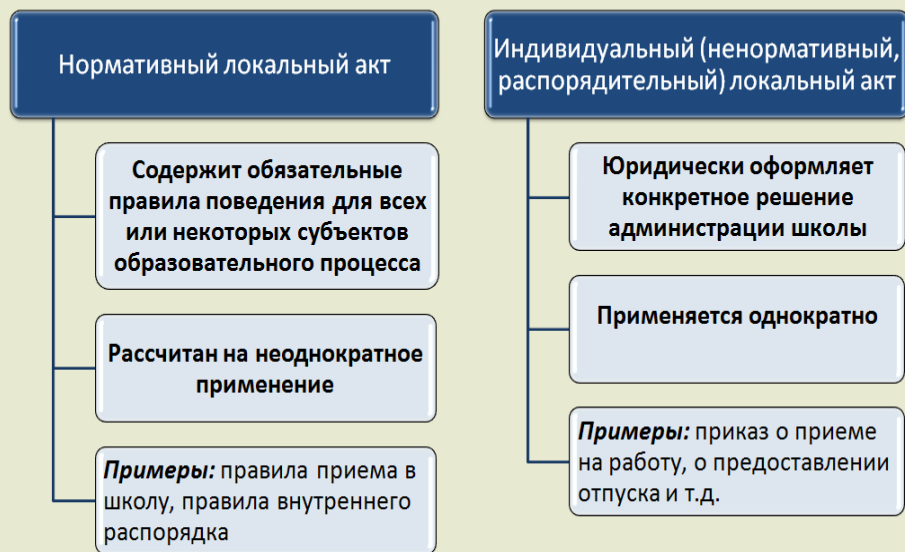 Нормативный локальный акт
Содержит обязательные
правила поведения для всех
или некоторых субъектов
образовательного процесса
Рассчитан на неоднократное
применение
Примеры: правила приема в
школу, правила внутреннего
распорядка
Индивидуальный (ненормативный,
распорядительный) локальный акт
Юридически оформляет
конкретное решение
администрации школы
Применяется однократно
Примеры: приказ о приеме
на работу, о предоставлении
отпуска и т.д.